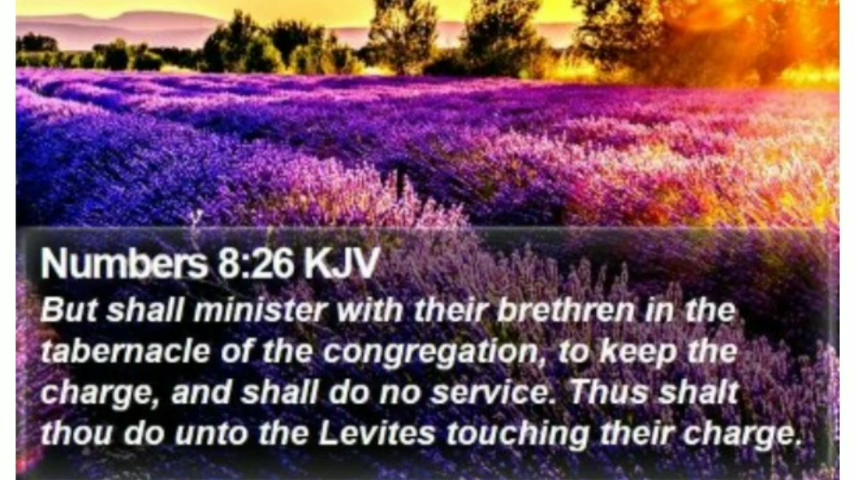 Numbers 8:26 KJV
But shall minister with their brethren in the
tabernacle of the congregation, to keep the
charge, and shall do no service. Thus shalt
thou do unto the Levites touching their charge.